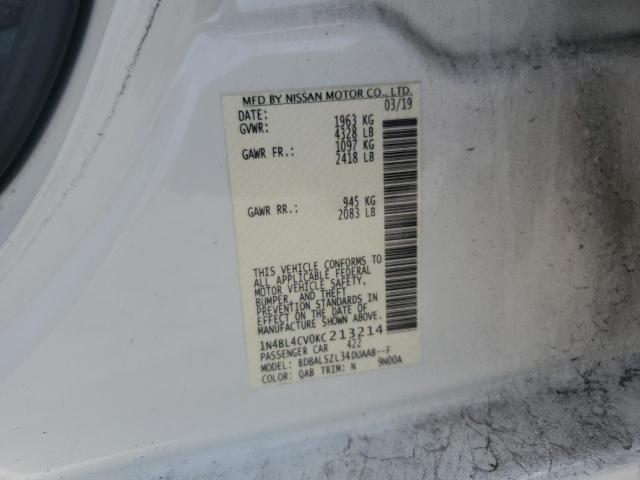 MFD BY NISSAN MOTOR CO., LTD.
DATE: 03/19
GVWR: 1963 KG
4328 LB
GAWR FR.: 1097 KG
2418 LB
GAWR RR.: 945 KG
2083 LB
THIS VEHICLE CONFORMS TO
ALL APPLICABLE FEDERAL
MOTOR VEHICLE SAFETY,
BUMPER, AND THEFT
PREVENTION STANDARDS IN
EFFECT ON THE DATE OF
MANUFACTURE SHOWN ABOVE.
1N4BL4CV0KC213214
PASSENGER CAR 422
MODEL: BDBALSZL34DUAAB--F
COLOR: QAB TRIM: N 9N00A